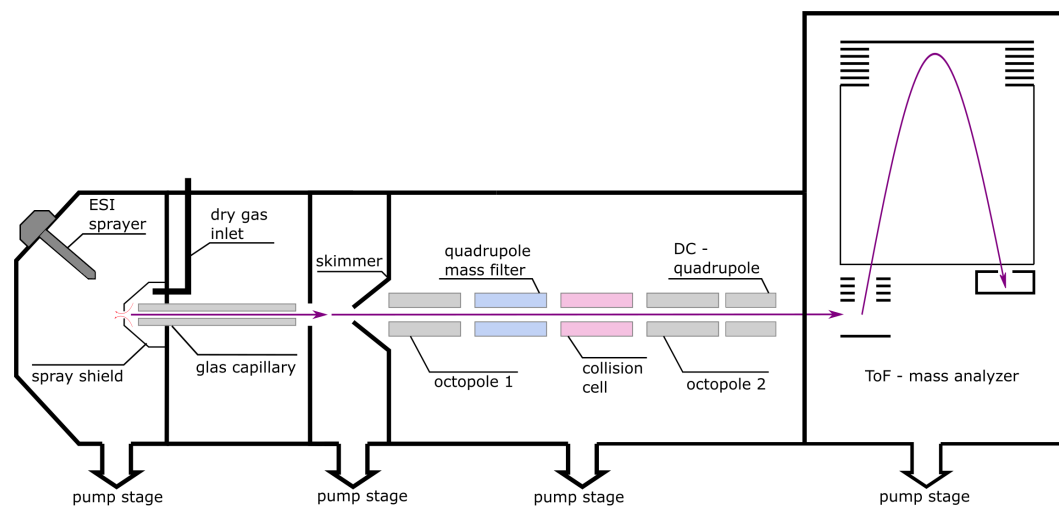 ESI
sprayer
dry gas
inlet
skimmer
quadrupole
mass filter
DC -
quadrupole
spray shield
glas capillary
octopole 1
collision
cell
octopole 2
ToF - mass analyzer
pump stage
pump stage
pump stage
pump stage